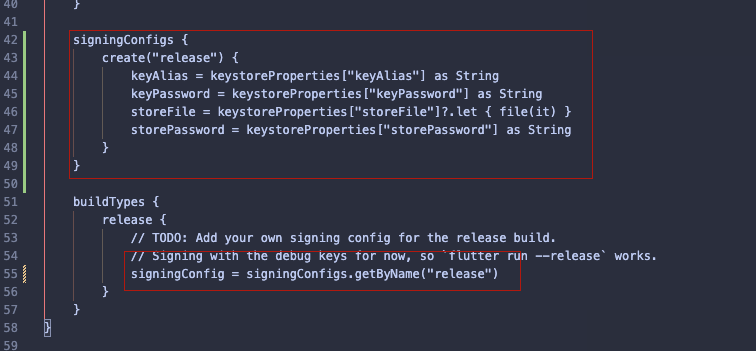 40 }
41
42 signingConfigs {
43 create("release") {
44 keyAlias = keystoreProperties["keyAlias"] as String
45 keyPassword = keystoreProperties["keyPassword"] as String
46 storeFile = keystoreProperties["storeFile"]?.let { file(it) }
47 storePassword = keystoreProperties["storePassword"] as String
48 }
49 }
50
51 buildTypes {
52 release {
53 // TODO: Add your own signing config for the release build.
54 // Signing with the debug keys for now, so `flutter run --release` works.
55 signingConfig = signingConfigs.getByName("release")
56 }
57 }
58 }
59